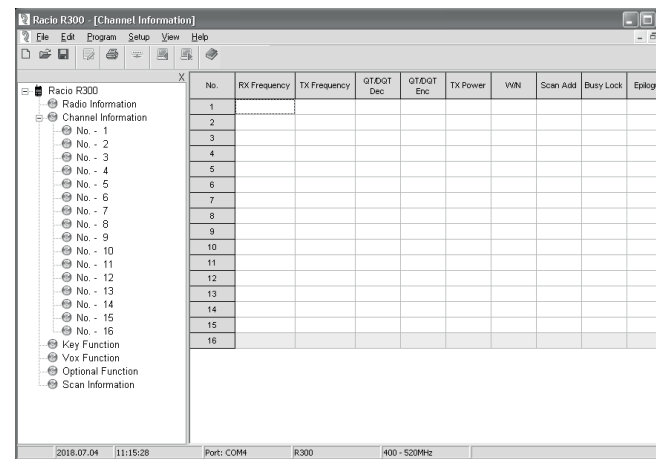 Racio R300 - [Channel Information]
File Edit Program Setup View Help
X
Racio R300
Radio Information
Channel Information
No. - 1
No. - 2
No. - 3
No. - 4
No. - 5
No. - 6
No. - 7
No. - 8
No. - 9
No. - 10
No. - 11
No. - 12
No. - 13
No. - 14
No. - 15
No. - 16
Key Function
Vox Function
Optional Function
Scan Information
No. RX Frequency TX Frequency QT/DQT Dec QT/DQT Enc TX Power W/N Scan Add Busy Lock Epilogu
1
2
3
4
5
6
7
8
9
10
11
12
13
14
15
16
2018.07.04 11:15:28 Port: COM4 R300 400 - 520MHz